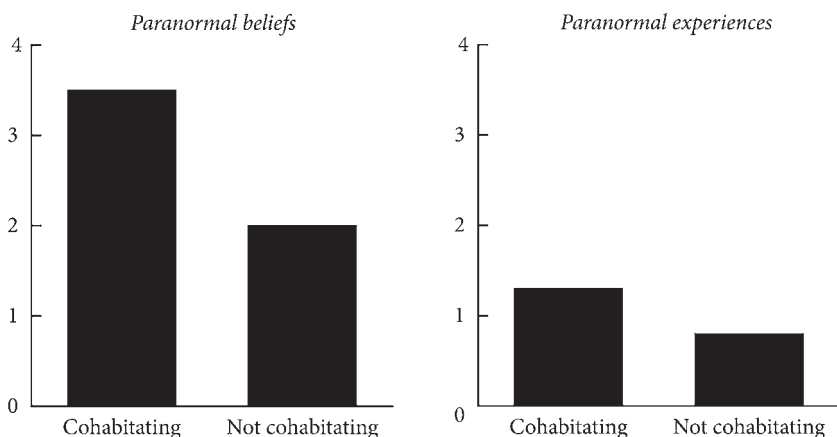 Paranormal beliefs
4
3
2
1
0
Cohabitating Not cohabitating
Paranormal experiences
4
3
2
1
0
Cohabitating Not cohabitating